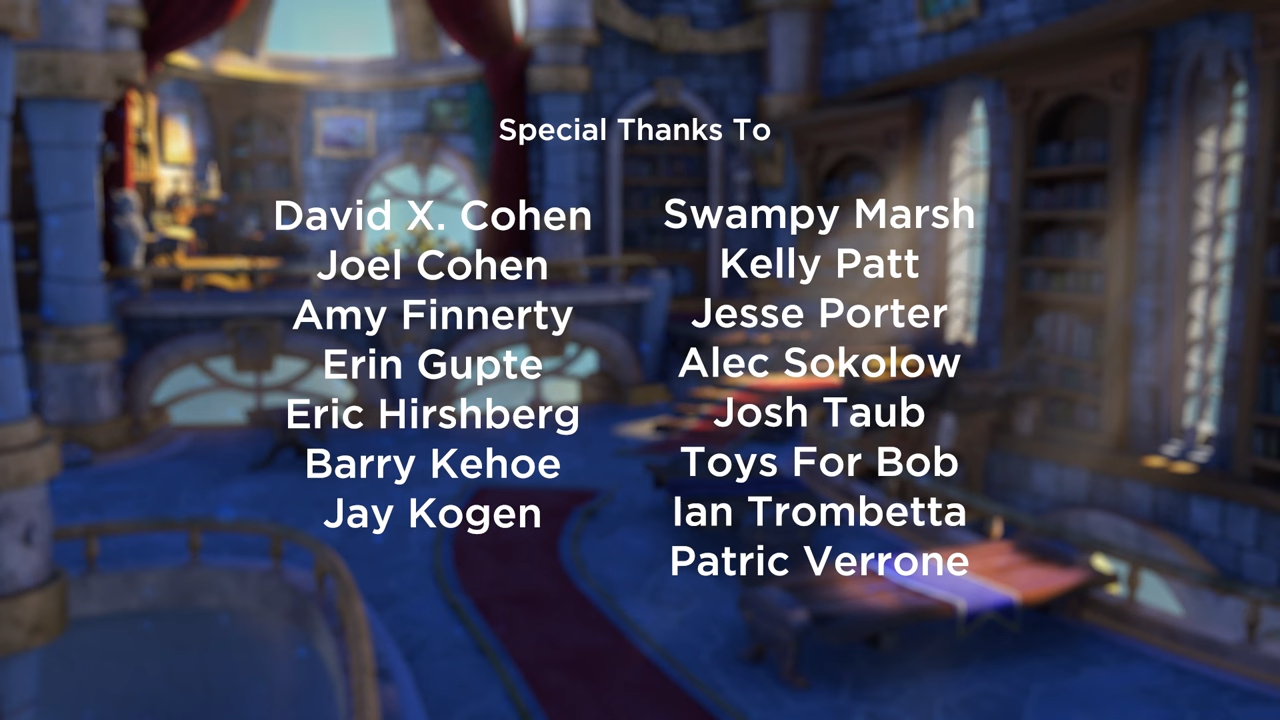 Special Thanks To
David X. Cohen
Joel Cohen
Amy Finnerty
Erin Gupte
Eric Hirshberg
Barry Kehoe
Jay Kogen
Swampy Marsh
Kelly Patt
Jesse Porter
Alec Sokolow
Josh Taub
Toys For Bob
Ian Trombetta
Patric Verrone